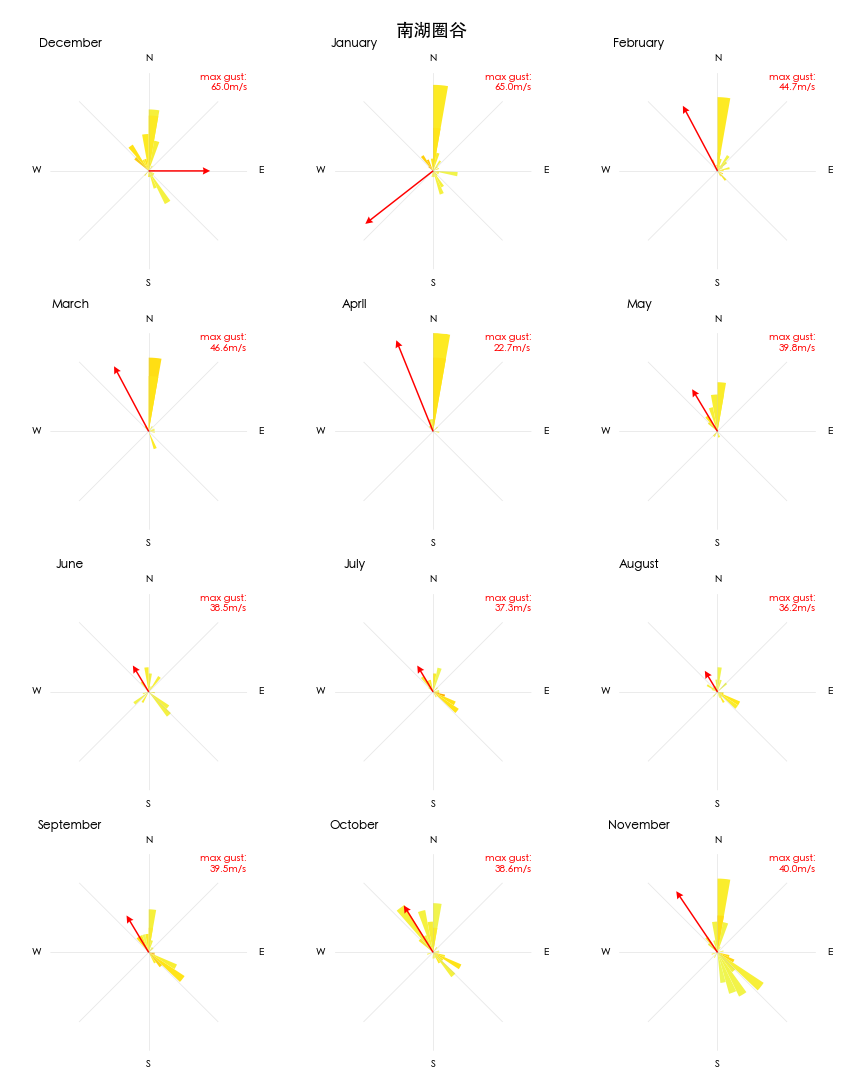 南湖圈谷
December
N
max gust:
65.0m/s
W
E
S
January
N
max gust:
65.0m/s
W
E
S
February
N
max gust:
44.7m/s
W
E
S
March
N
max gust:
46.6m/s
W
E
S
April
N
max gust:
22.7m/s
W
E
S
May
N
max gust:
39.8m/s
W
E
S
June
N
max gust:
38.5m/s
W
E
S
July
N
max gust:
37.3m/s
W
E
S
August
N
max gust:
36.2m/s
W
E
S
September
N
max gust:
39.5m/s
W
E
S
October
N
max gust:
38.6m/s
W
E
S
November
N
max gust:
40.0m/s
W
E
S